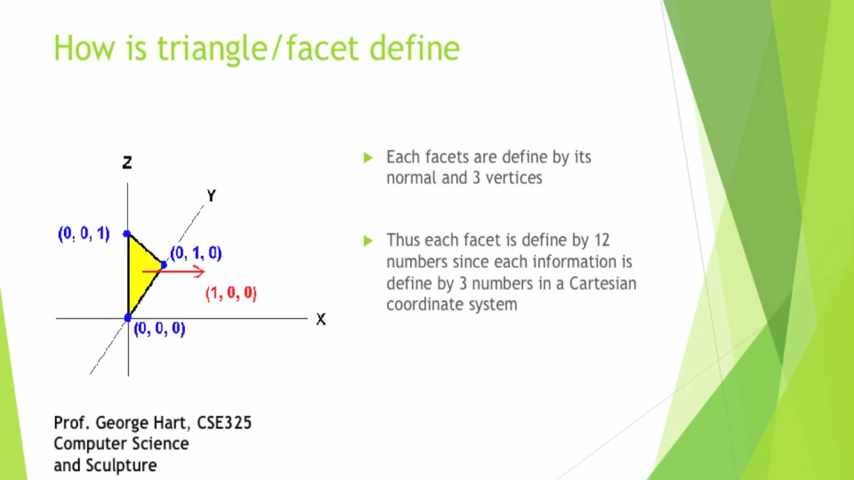 How is triangle/facet define
Z
Y
(0, 0, 1)
(0, 1, 0)
(1, 0, 0)
X
(0, 0, 0)
Each facets are define by its
normal and 3 vertices
Thus each facet is define by 12
numbers since each information is
define by 3 numbers in a Cartesian
coordinate system
Prof. George Hart, CSE325
Computer Science
and Sculpture